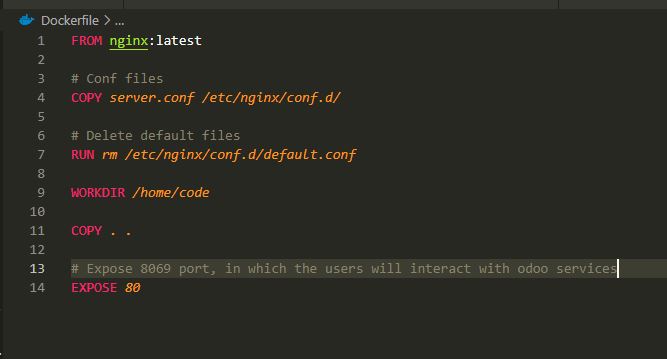 Dockerfile > ...
1 FROM nginx:latest
2
3 # Conf files
4 COPY server.conf /etc/nginx/conf.d/
5
6 # Delete default files
7 RUN rm /etc/nginx/conf.d/default.conf
8
9 WORKDIR /home/code
10
11 COPY . .
12
13 # Expose 8069 port, in which the users will interact with odoo services
14 EXPOSE 80